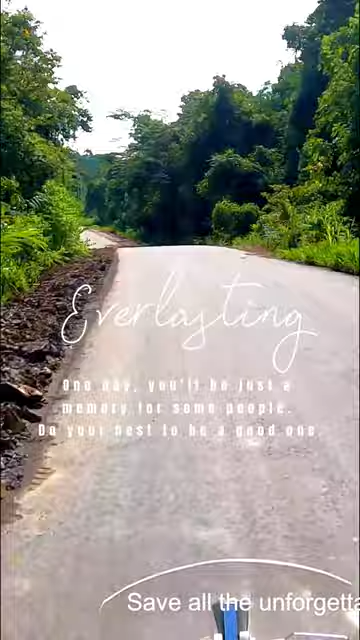 Everlasting
One day, you'll be just a
memory for some people.
Do your best to be a good one.
Save all the unforgetta